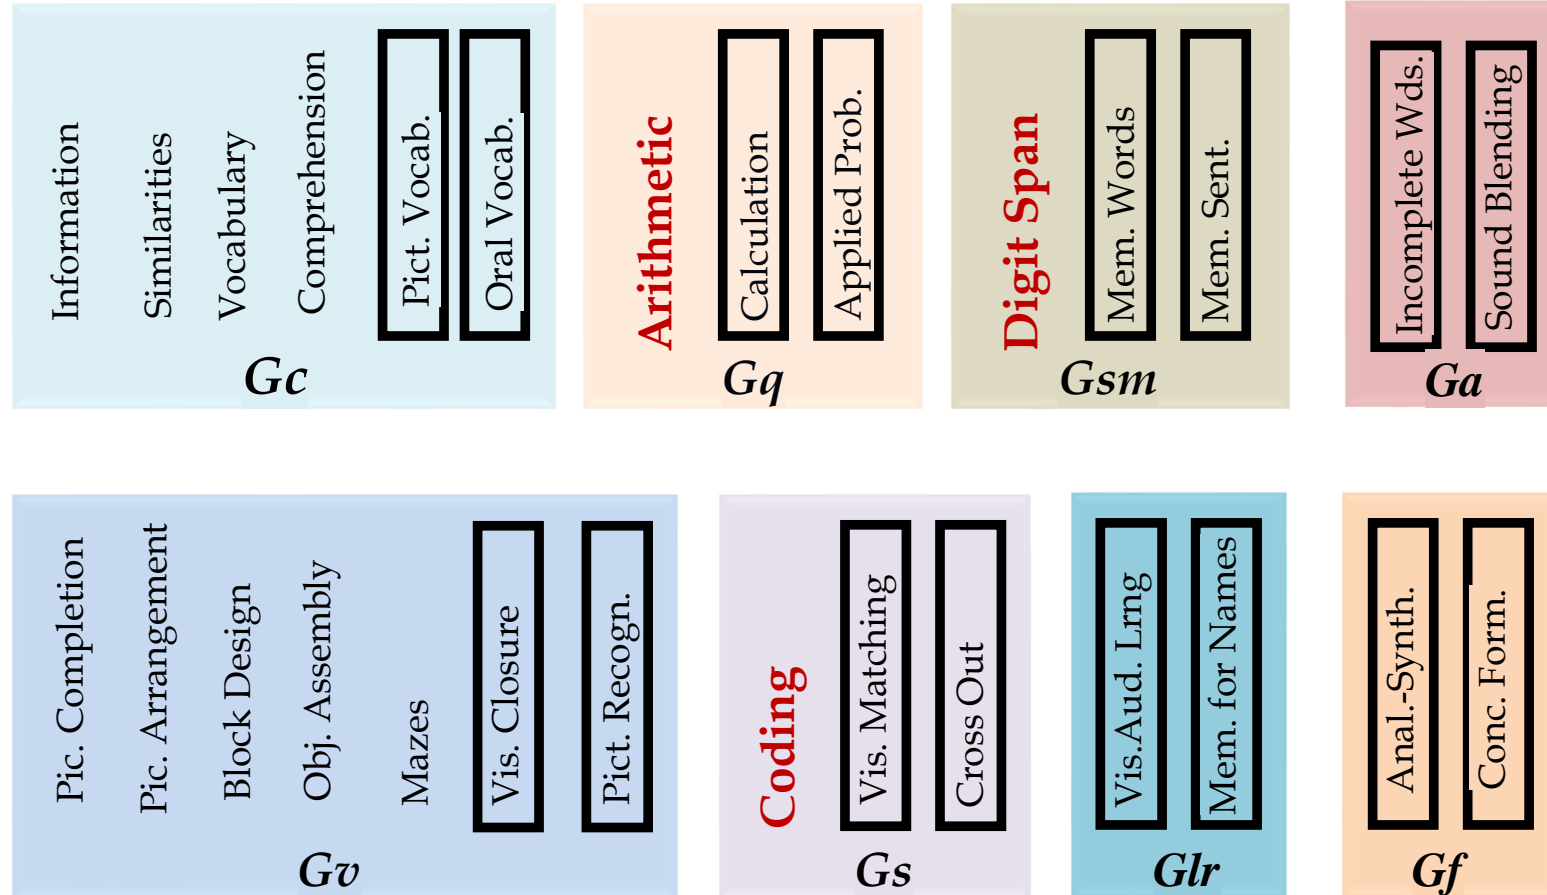 Information
Similarities
Vocabulary
Comprehension
Pict. Vocab.
Oral Vocab.
Gc
Arithmetic
Calculation
Applied Prob.
Gq
Digit Span
Mem. Words
Mem. Sent.
Gsm
Incomplete Wds.
Sound Blending
Ga
Pic. Completion
Pic. Arrangement
Block Design
Obj. Assembly
Mazes
Vis. Closure
Pict. Recogn.
Gv
Coding
Vis. Matching
Cross Out
Gs
Vis.Aud. Lrng
Mem. for Names
Glr
Anal.-Synth.
Conc. Form.
Gf